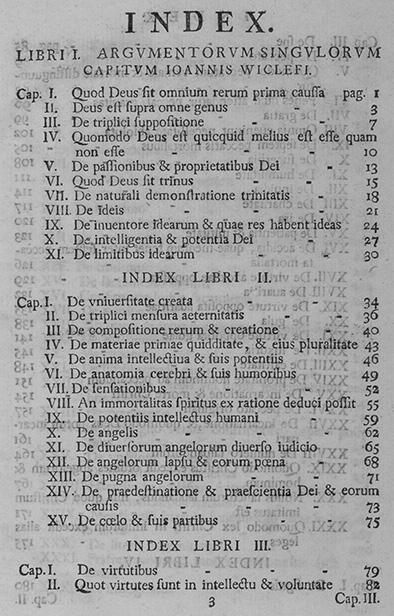 INDEX.
LIBRI I. ARGVMENTORVM SINGVLORVM
CAPITVM IOANNIS WICLEFI.
Cap. I. Quod Deus sit omnium rerum prima caussa pag. 1
II. Deus est supra omne genus - - 3
III. De triplici suppositione - - - 7
IV. Quomodo Deus est quicquid melius est esse quam
non esse - - - - 10
V. De passionibus & proprietatibus Dei - 13
VI. Quod Deus sit trinus - - - 15
VII. De naturali demonstratione trinitatis - 18
VIII. De ideis - - - - 21
IX. De inuentore idearum & quae res habent ideas - 24
X. De intelligentia & potentia Dei - - 27
XI. De limitibus idearum - - - 30
INDEX LIBRI II.
Cap. I. De vniuersitate creata - - - 34
II. De triplici mensura aeternitatis - - 36
III De compositione rerum & creatione - - 40
IV. De materiae primae quidditate, & eius pluralitate 43
V. De anima intellectiua & suis potentiis - 46
VI. De anatomia cerebri & suis humoribus - 49
VII. De sensationibus - - - - 52
VIII. An immortalitas spiritus ex ratione deduci possit 55
IX. De potentiis intellectus humani - - 59
X. De angelis - - - - 62
XI. De diuersorum angelorum diuerso iudicio - 65
XII. De angelorum lapsu & eorum pœna - 68
XIII. De pugna angelorum - - - 71
XIV. De praedestinatione & praescientia Dei & eorum
causis - - - - 73
XV. De cœlo & suis partibus - - 75
INDEX LIBRI III.
Cap. I. De virtutibus - - - 79
II. Quot virtutes sunt in intellectu & voluntate 82
3 Cap. III.